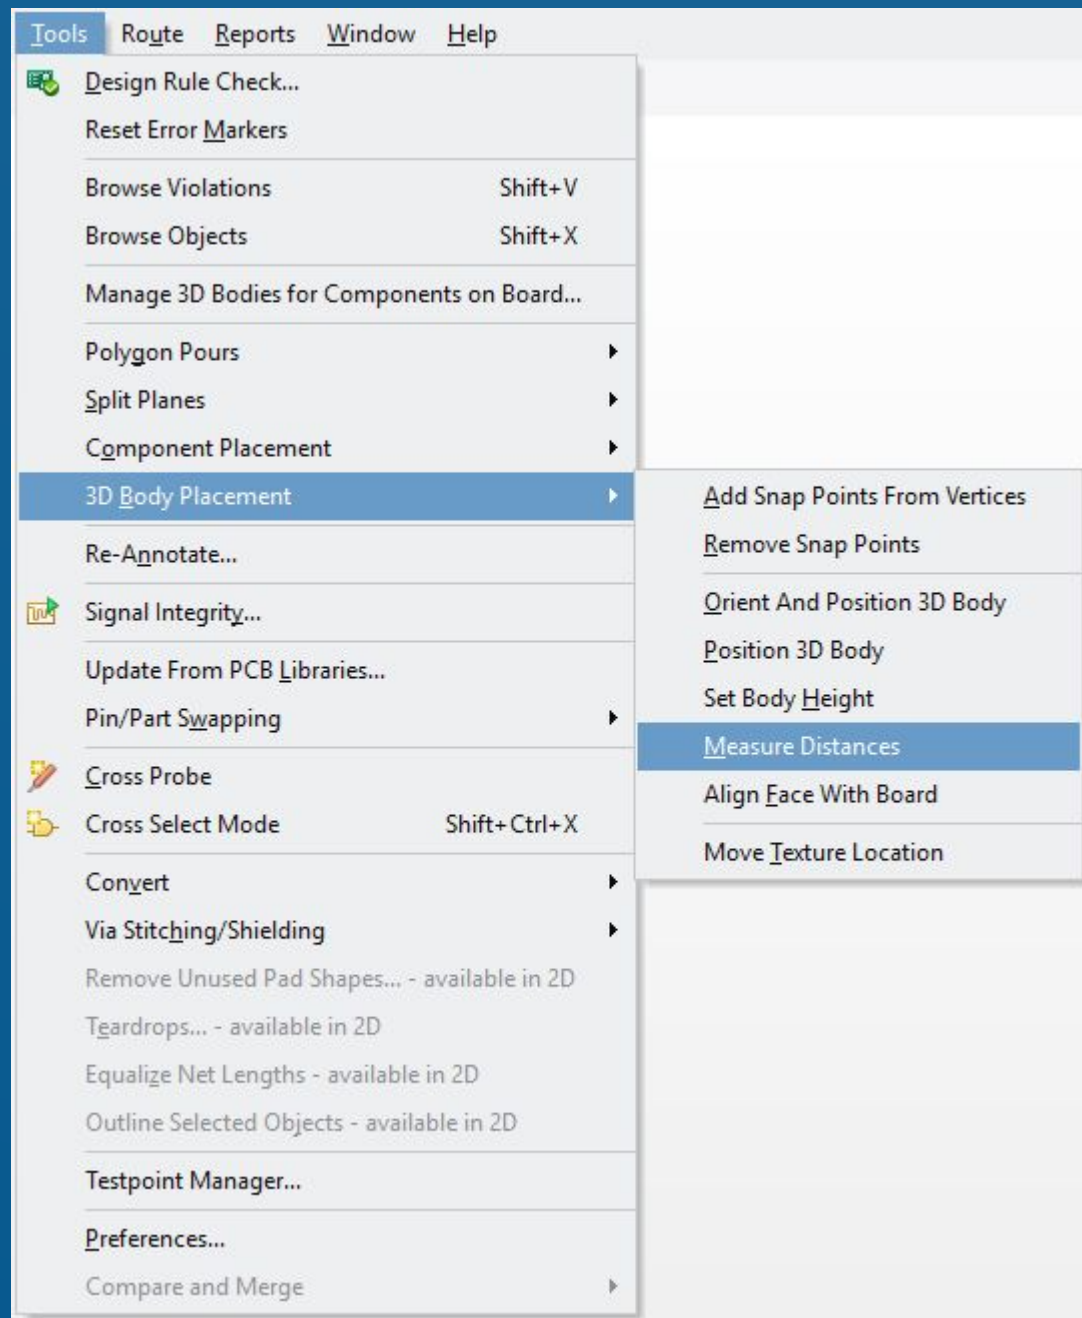 Tools Route Reports Window Help
Design Rule Check...
Reset Error Markers
Browse Violations Shift+V
Browse Objects Shift+X
Manage 3D Bodies for Components on Board...
Polygon Pours
Split Planes
Component Placement
3D Body Placement
Re-Annotate...
Signal Integrity...
Update From PCB Libraries...
Pin/Part Swapping
Cross Probe
Cross Select Mode Shift+Ctrl+X
Convert
Via Stitching/Shielding
Remove Unused Pad Shapes... - available in 2D
Teardrops... - available in 2D
Equalize Net Lengths - available in 2D
Outline Selected Objects - available in 2D
Testpoint Manager...
Preferences...
Compare and Merge
Add Snap Points From Vertices
Remove Snap Points
Orient And Position 3D Body
Position 3D Body
Set Body Height
Measure Distances
Align Face With Board
Move Texture Location